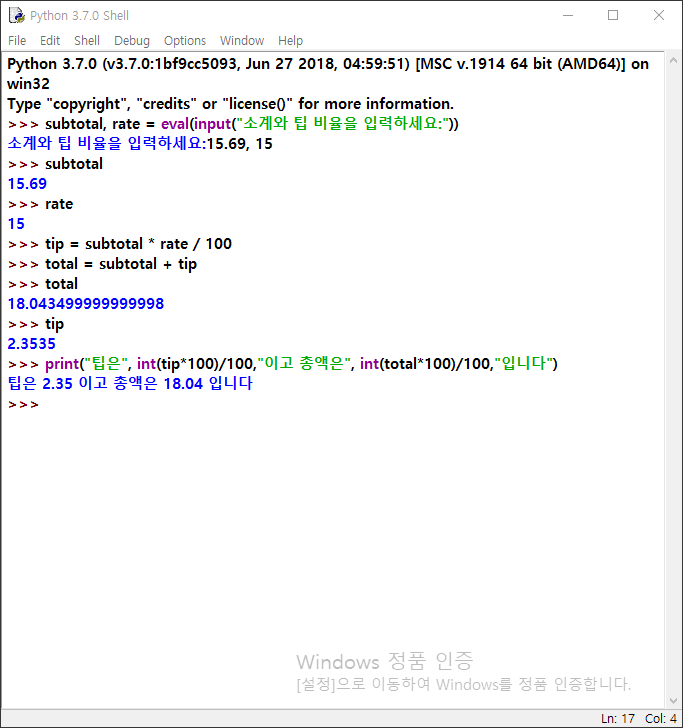 Python 3.7.0 Shell
File Edit Shell Debug Options Window Help
Python 3.7.0 (v3.7.0:1bf9cc5093, Jun 27 2018, 04:59:51) [MSC v.1914 64 bit (AMD64)] on
win32
Type "copyright", "credits" or "license()" for more information.
>>> subtotal, rate = eval(input("소계와 팁 비율을 입력하세요:"))
소계와 팁 비율을 입력하세요:15.69, 15
>>> subtotal
15.69
>>> rate
15
>>> tip = subtotal * rate / 100
>>> total = subtotal + tip
>>> total
18.043499999999998
>>> tip
2.3535
>>> print("팁은", int(tip*100)/100,"이고 총액은", int(total*100)/100,"입니다")
팁은 2.35 이고 총액은 18.04 입니다
>>>
Windows 정품 인증
[설정]으로 이동하여 Windows를 정품 인증합니다.
Ln: 17 Col: 4